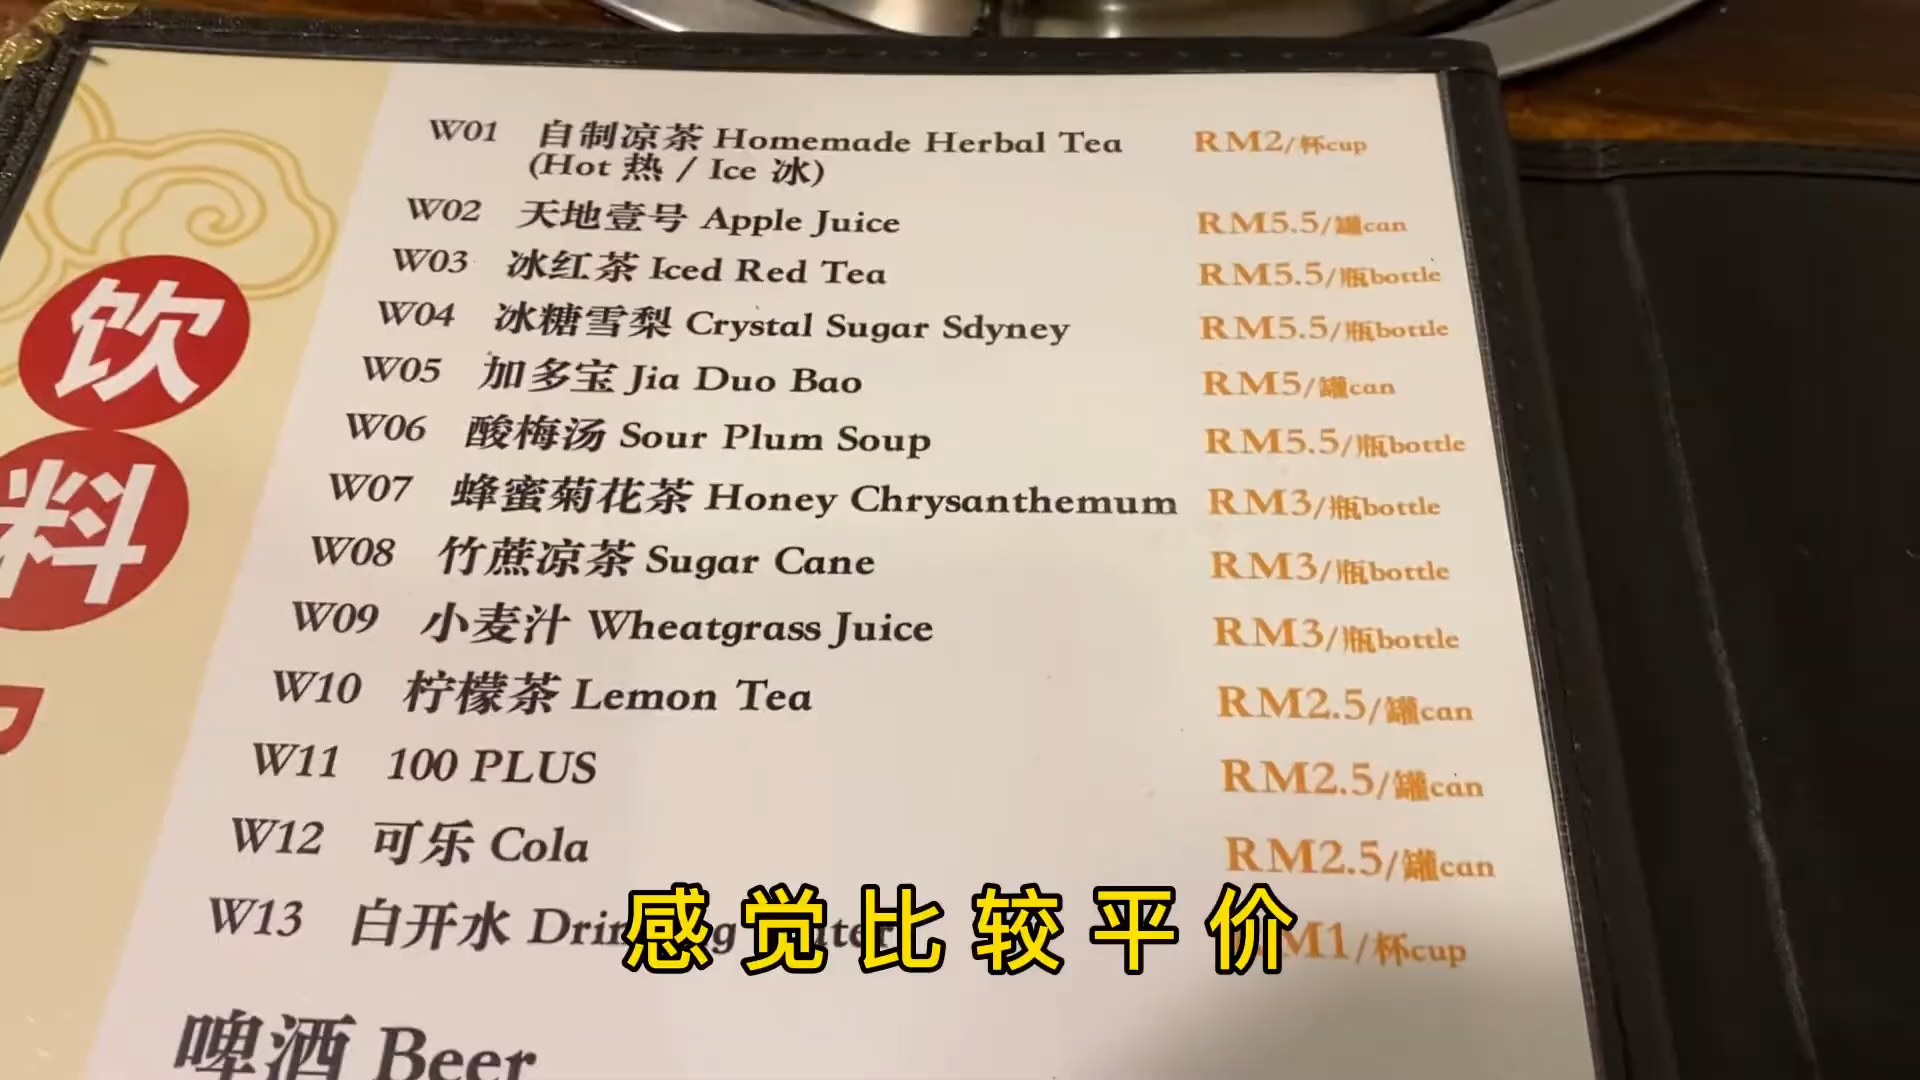 饮料
P
W01 自制凉茶 Homemade Herbal Tea RM2/杯cup
(Hot 热 / Ice 冰)
W02 天地壹号 Apple Juice RM5.5/罐can
W03 冰红茶 Iced Red Tea RM5.5/瓶bottle
W04 冰糖雪梨 Crystal Sugar Sdyney RM5.5/瓶bottle
W05 加多宝 Jia Duo Bao RM5/罐can
W06 酸梅汤 Sour Plum Soup RM5.5/瓶bottle
W07 蜂蜜菊花茶 Honey Chrysanthemum RM3/瓶bottle
W08 竹蔗凉茶 Sugar Cane RM3/瓶bottle
W09 小麦汁 Wheatgrass Juice RM3/瓶bottle
W10 柠檬茶 Lemon Tea RM2.5/罐can
W11 100 PLUS RM2.5/罐can
W12 可乐 Cola RM2.5/罐can
W13 白开水 RM1/杯cup
感觉比较平价
啤酒 Beer